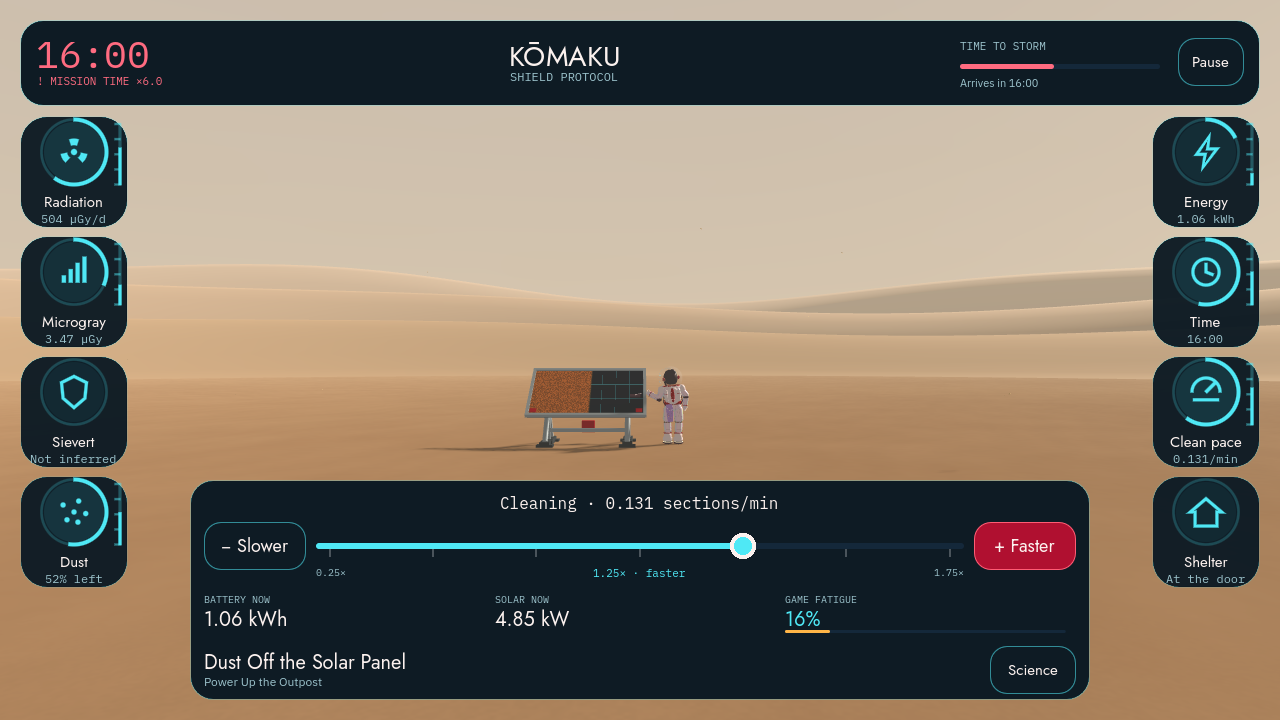 16:00
! MISSION TIME ×6.0
KŌMAKU
SHIELD PROTOCOL
TIME TO STORM
Arrives in 16:00
Pause
Radiation
504 µGy/d
Microgray
3.47 µGy
Sievert
Not inferred
Dust
52% left
Energy
1.06 kWh
Time
16:00
Clean pace
0.131/min
Shelter
At the door
Cleaning · 0.131 sections/min
− Slower
+ Faster
0.25×
1.25× · faster
1.75×
BATTERY NOW
1.06 kWh
SOLAR NOW
4.85 kW
GAME FATIGUE
16%
Dust Off the Solar Panel
Power Up the Outpost
Science